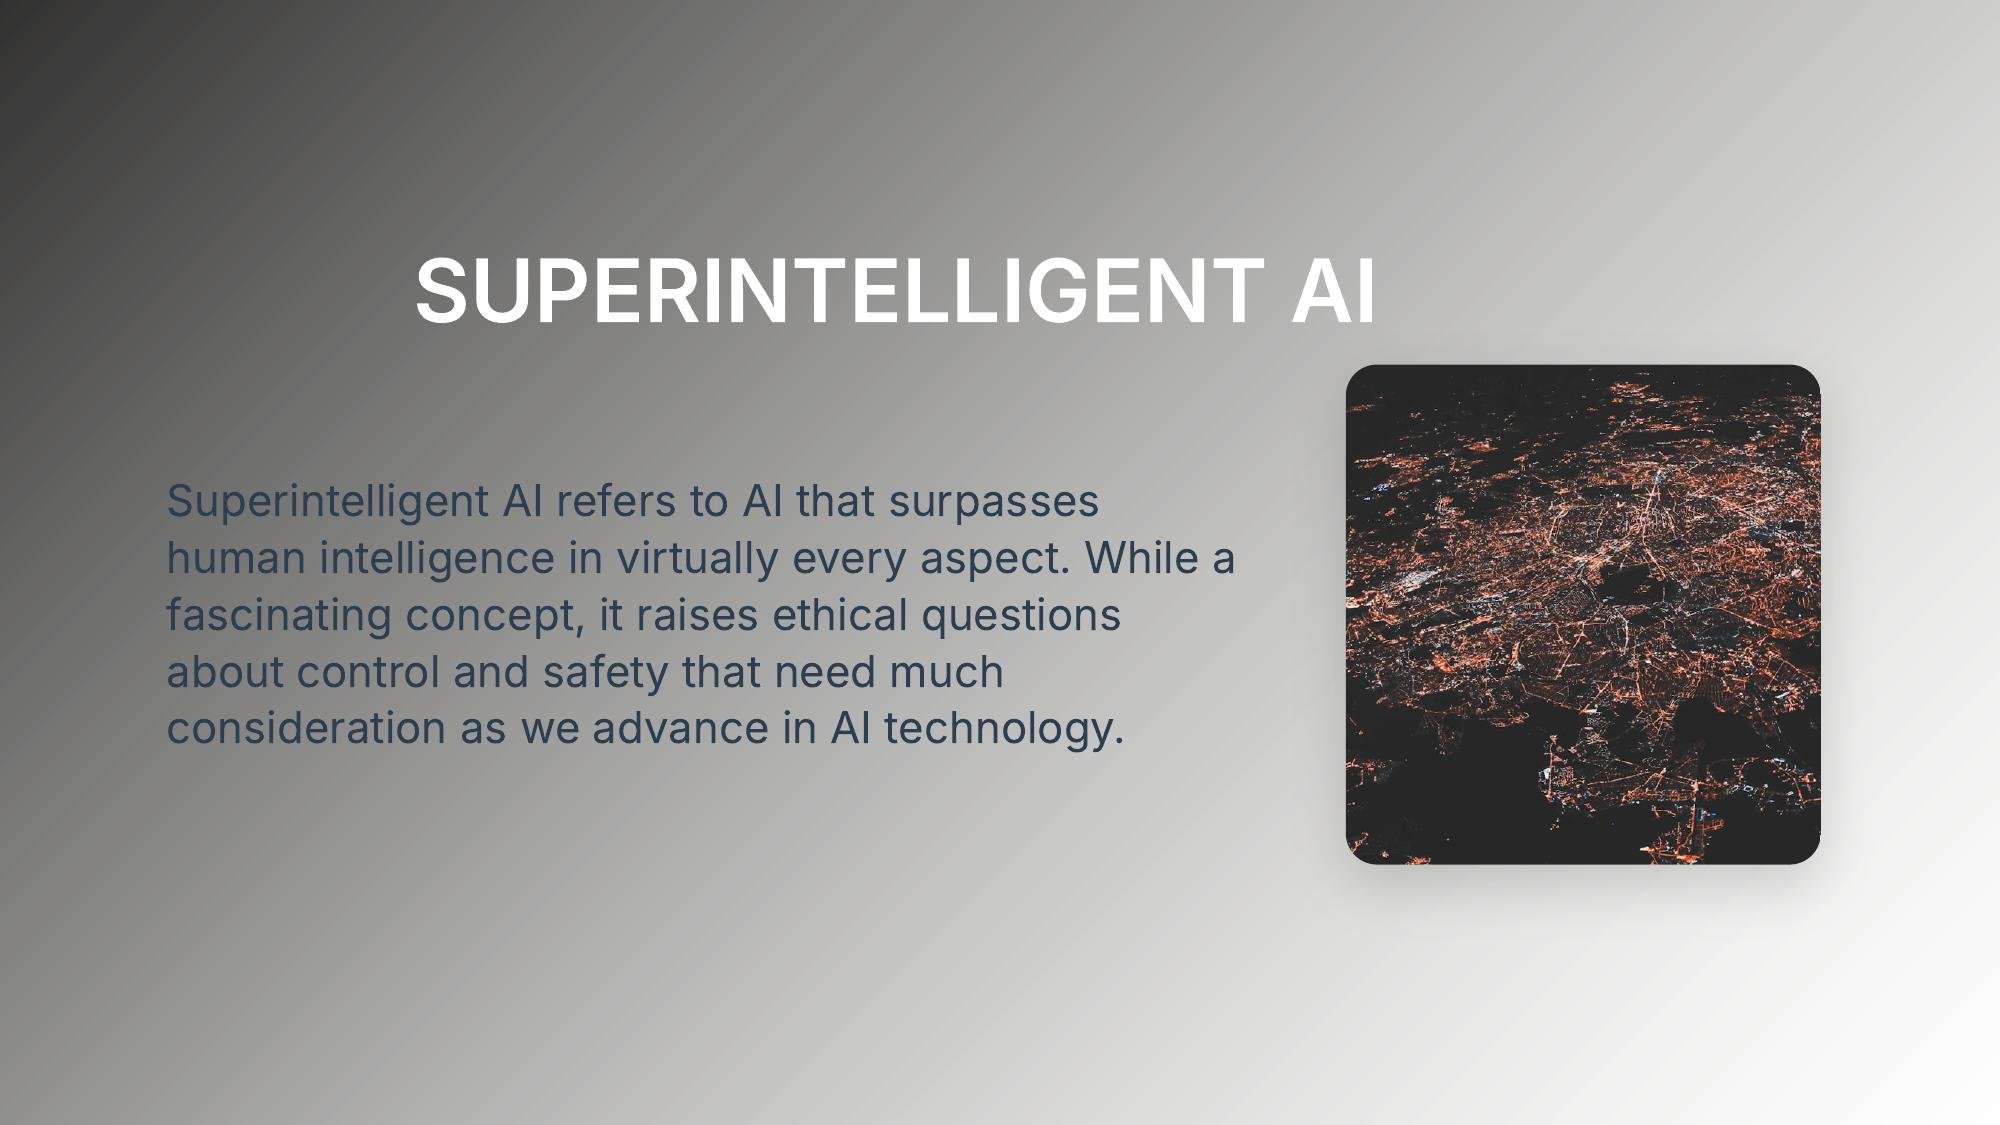 SUPERINTELLIGENT AI
Superintelligent AI refers to AI that surpasses
human intelligence in virtually every aspect. While a
fascinating concept, it raises ethical questions
about control and safety that need much
consideration as we advance in AI technology.